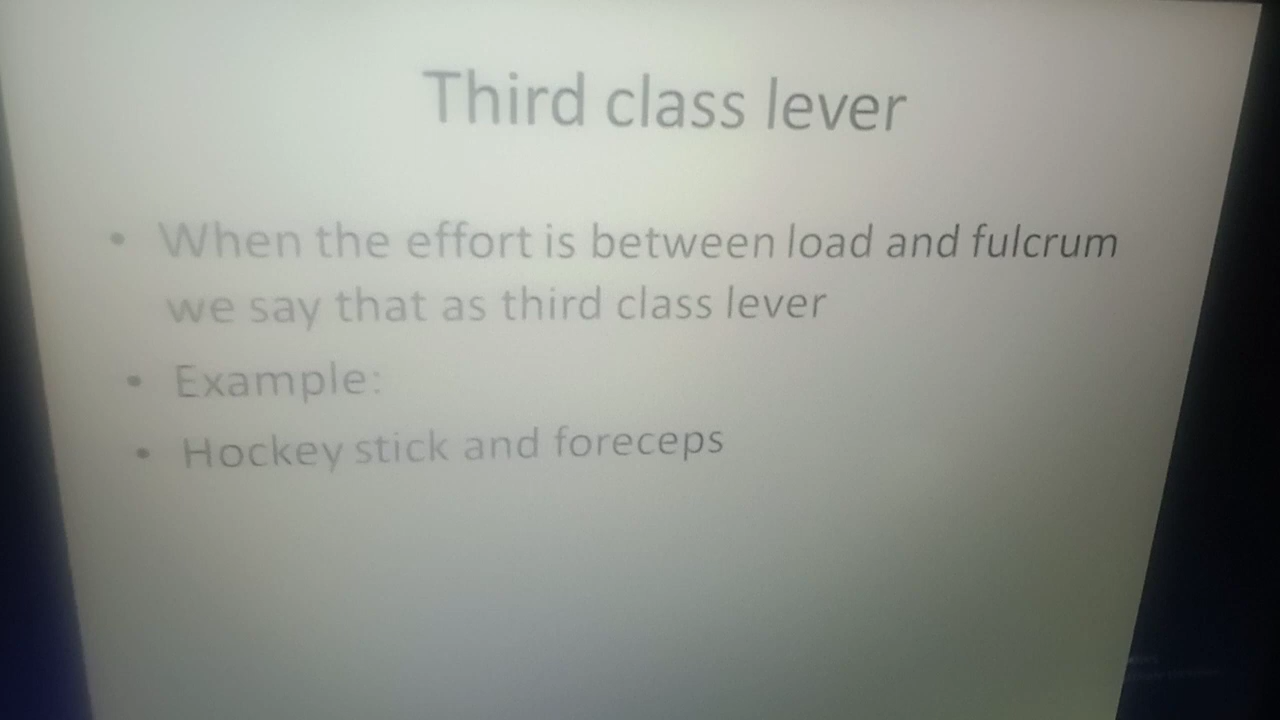 Third class lever
• When the effort is between load and fulcrum
we say that as third class lever
• Example:
• Hockey stick and foreceps